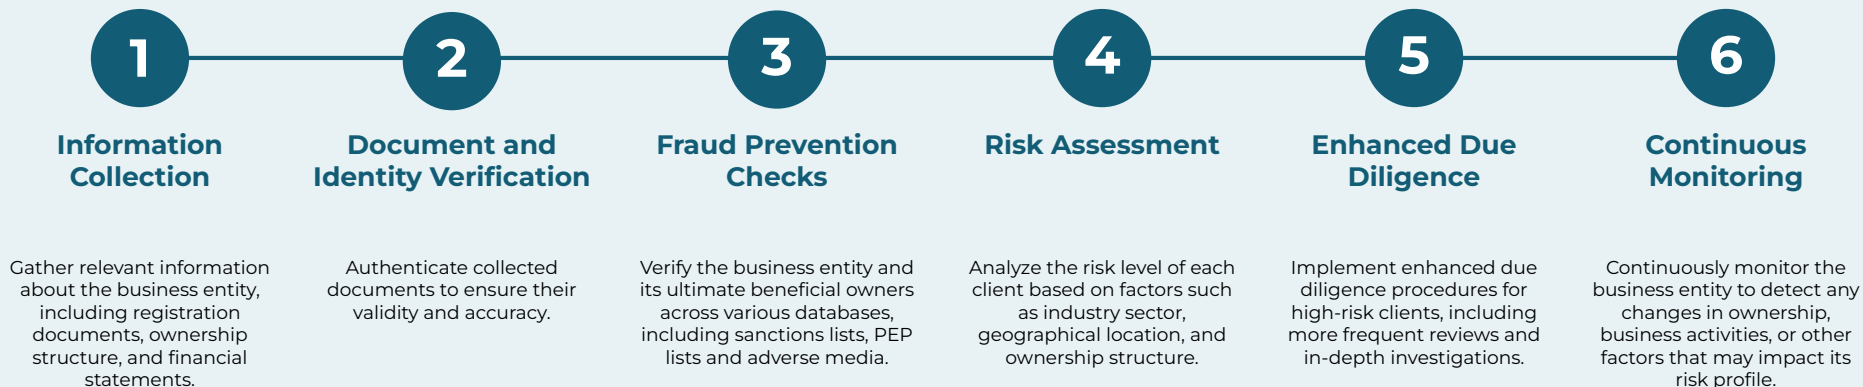 1
Information
Collection
Gather relevant information
about the business entity,
including registration
documents, ownership
structure, and financial
statements.
2
Document and
Identity Verification
Authenticate collected
documents to ensure their
validity and accuracy.
3
Fraud Prevention
Checks
Verify the business entity and
its ultimate beneficial owners
across various databases,
including sanctions lists, PEP
lists and adverse media.
4
Risk Assessment
Analyze the risk level of each
client based on factors such
as industry sector,
geographical location, and
ownership structure.
5
Enhanced Due
Diligence
Implement enhanced due
diligence procedures for
high-risk clients, including
more frequent reviews and
in-depth investigations.
6
Continuous
Monitoring
Continuously monitor the
business entity to detect any
changes in ownership,
business activities, or other
factors that may impact its
risk profile.